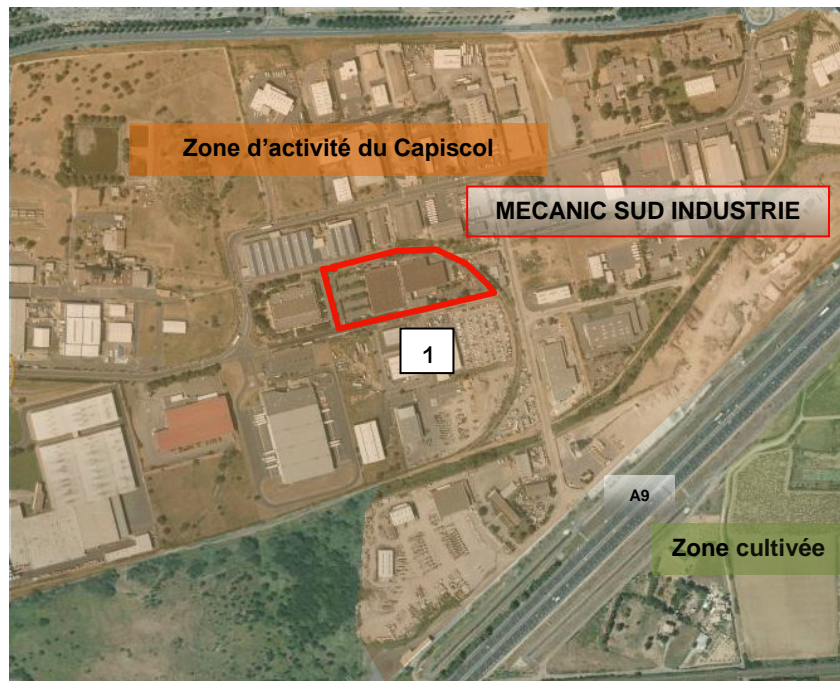 Zone d'activité du Capiscol
MECANIC SUD INDUSTRIE
1
A9
Zone cultivée